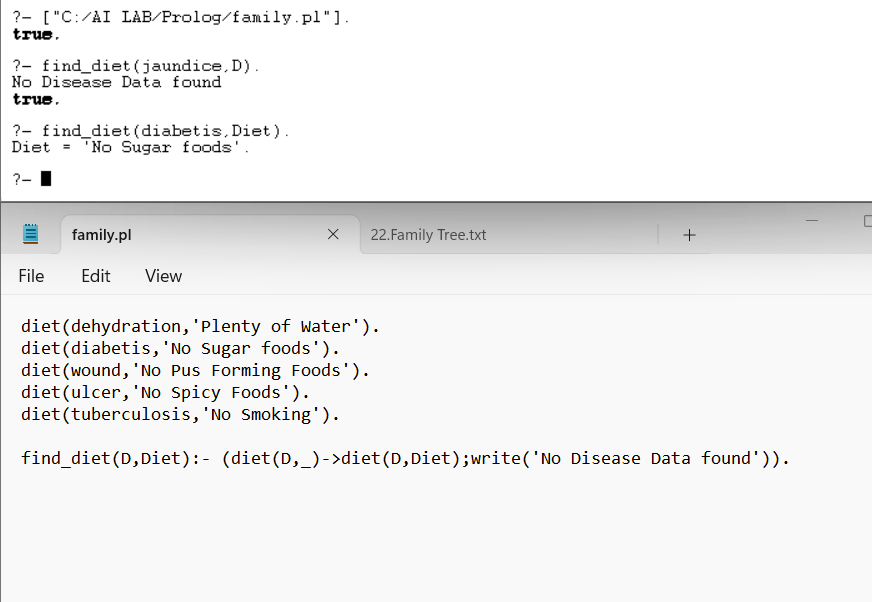 ?- ["C:/AI LAB/Prolog/family.pl"].
true.
?- find_diet(jaundice,D).
No Disease Data found
true.
?- find_diet(diabetis,Diet).
Diet = 'No Sugar foods'.
?-
family.pl
22.Family Tree.txt
File Edit View
diet(dehydration,'Plenty of Water').
diet(diabetis,'No Sugar foods').
diet(wound,'No Pus Forming Foods').
diet(ulcer,'No Spicy Foods').
diet(tuberculosis,'No Smoking').
find_diet(D,Diet):- (diet(D,_)->diet(D,Diet);write('No Disease Data found')).